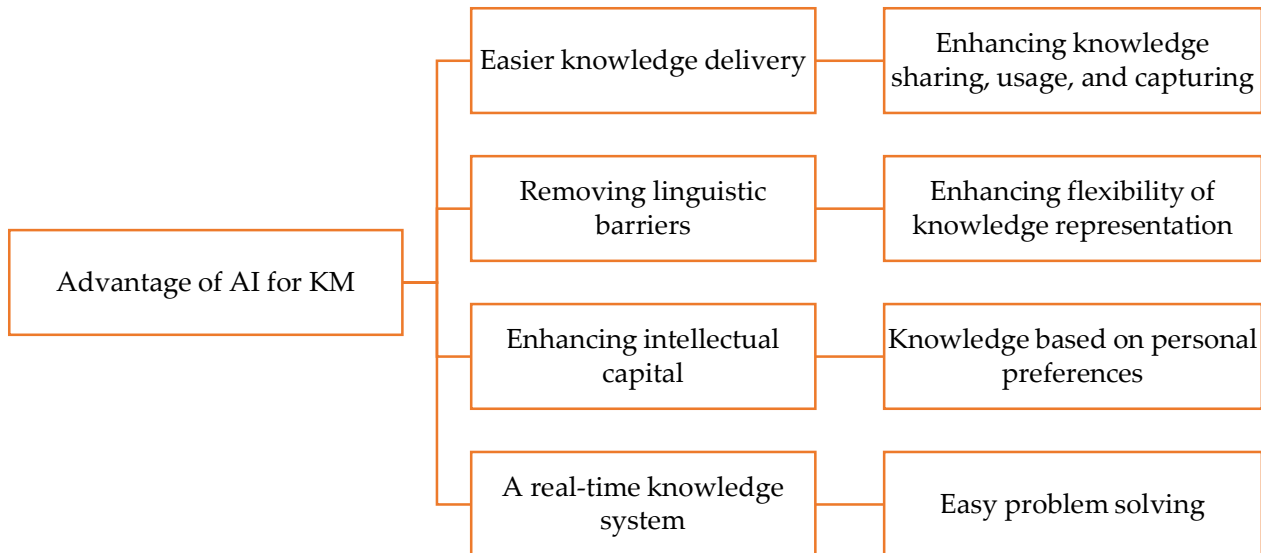 Easier knowledge delivery
Enhancing knowledge
sharing, usage, and capturing
Removing linguistic
barriers
Enhancing flexibility of
knowledge representation
Advantage of AI for KM
Enhancing intellectual
capital
Knowledge based on personal
preferences
A real-time knowledge
system
Easy problem solving